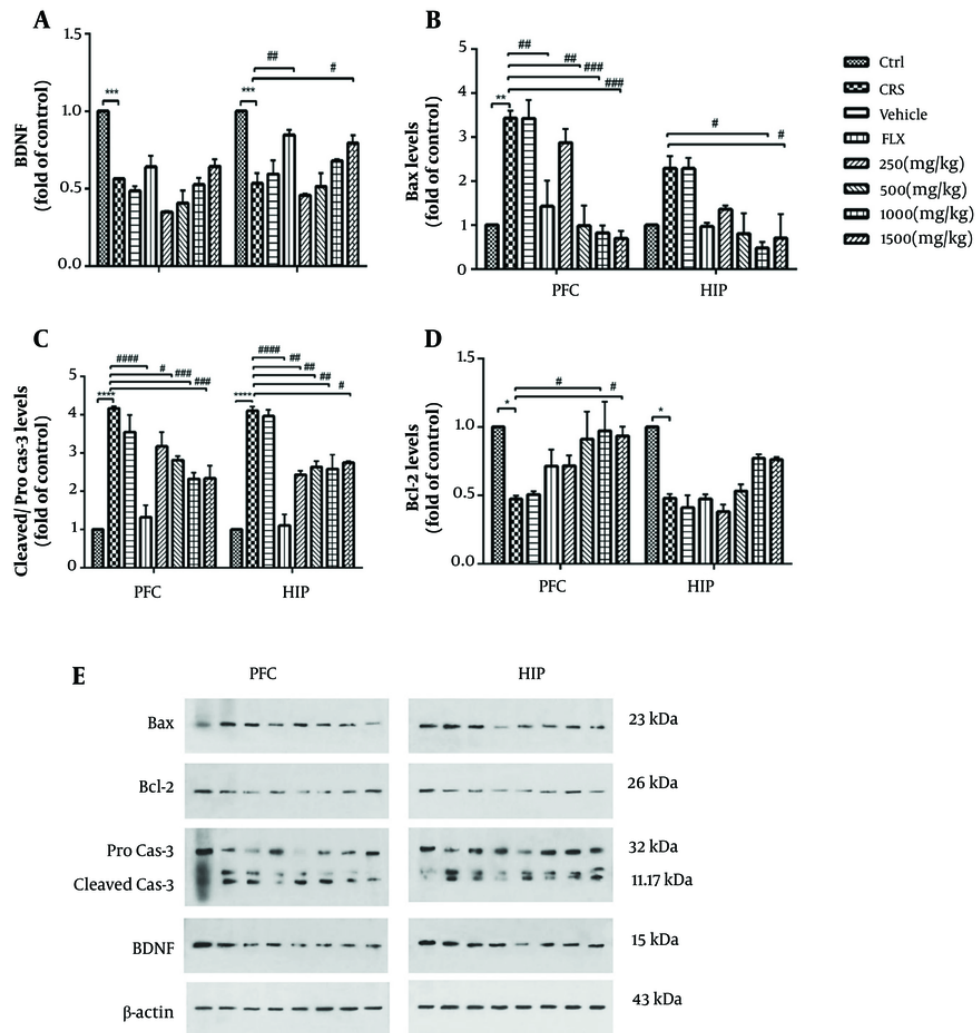 A
BDNF
(fold of control)
1.5
1.0
0.5
0.0
***
***
##
#
B
Bax levels
(fold of control)
5
4
3
2
1
0
**
##
##
###
###
#
#
PFC
HIP
Ctrl
CRS
Vehicle
FLX
250(mg/kg)
500(mg/kg)
1000(mg/kg)
1500(mg/kg)
C
Cleaved/ Pro cas-3 levels
(fold of control)
5
4
3
2
1
0
****
####
#
###
###
****
####
##
##
##
#
PFC
HIP
D
Bcl-2 levels
(fold of control)
1.5
1.0
0.5
0.0
*
#
#
*
PFC
HIP
E
PFC
HIP
Bax
23 kDa
Bcl-2
26 kDa
Pro Cas-3
32 kDa
Cleaved Cas-3
11.17 kDa
BDNF
15 kDa
β-actin
43 kDa